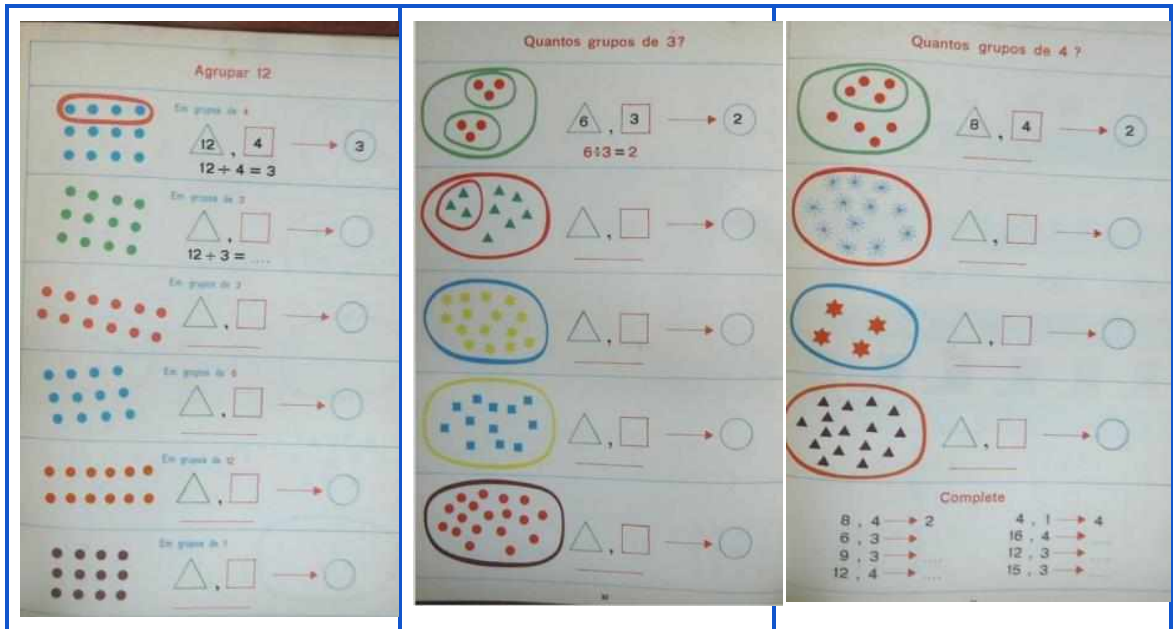 Agrupar 12
Em grupos de 4
12 , 4 3
12 ÷ 4 = 3
Em grupos de 3
,
12 ÷ 3 = ....
Em grupos de
,
Em grupos de
,
Em grupos de 12
,
Em grupos de 1
,
Quantos grupos de 3?
6 , 3 2
6÷3=2
,
,
,
,
Quantos grupos de 4 ?
8 , 4 2
,
,
,
Complete
8 , 4 2
6 , 3 ....
9 , 3 ....
12 , 4 ....
4 , 1 4
16 , 4 ....
12 , 3 ....
15 , 3 ....